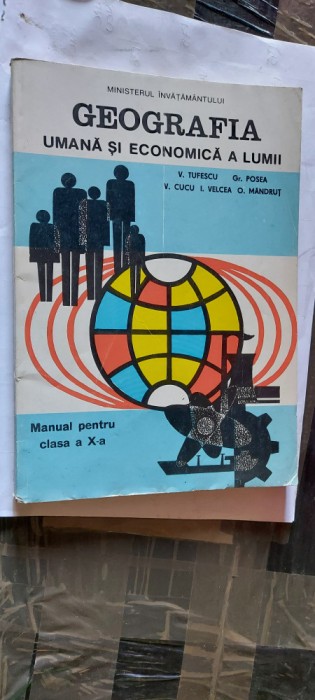 MINISTERUL ÎNVĂȚĂMÂNTULUI
GEOGRAFIA
UMANĂ ȘI ECONOMICĂ A LUMII
V. TUFESCU Gr. POSEA
V. CUCU I. VELCEA O. MÂNDRUȚ
Manual pentru
clasa a X-a